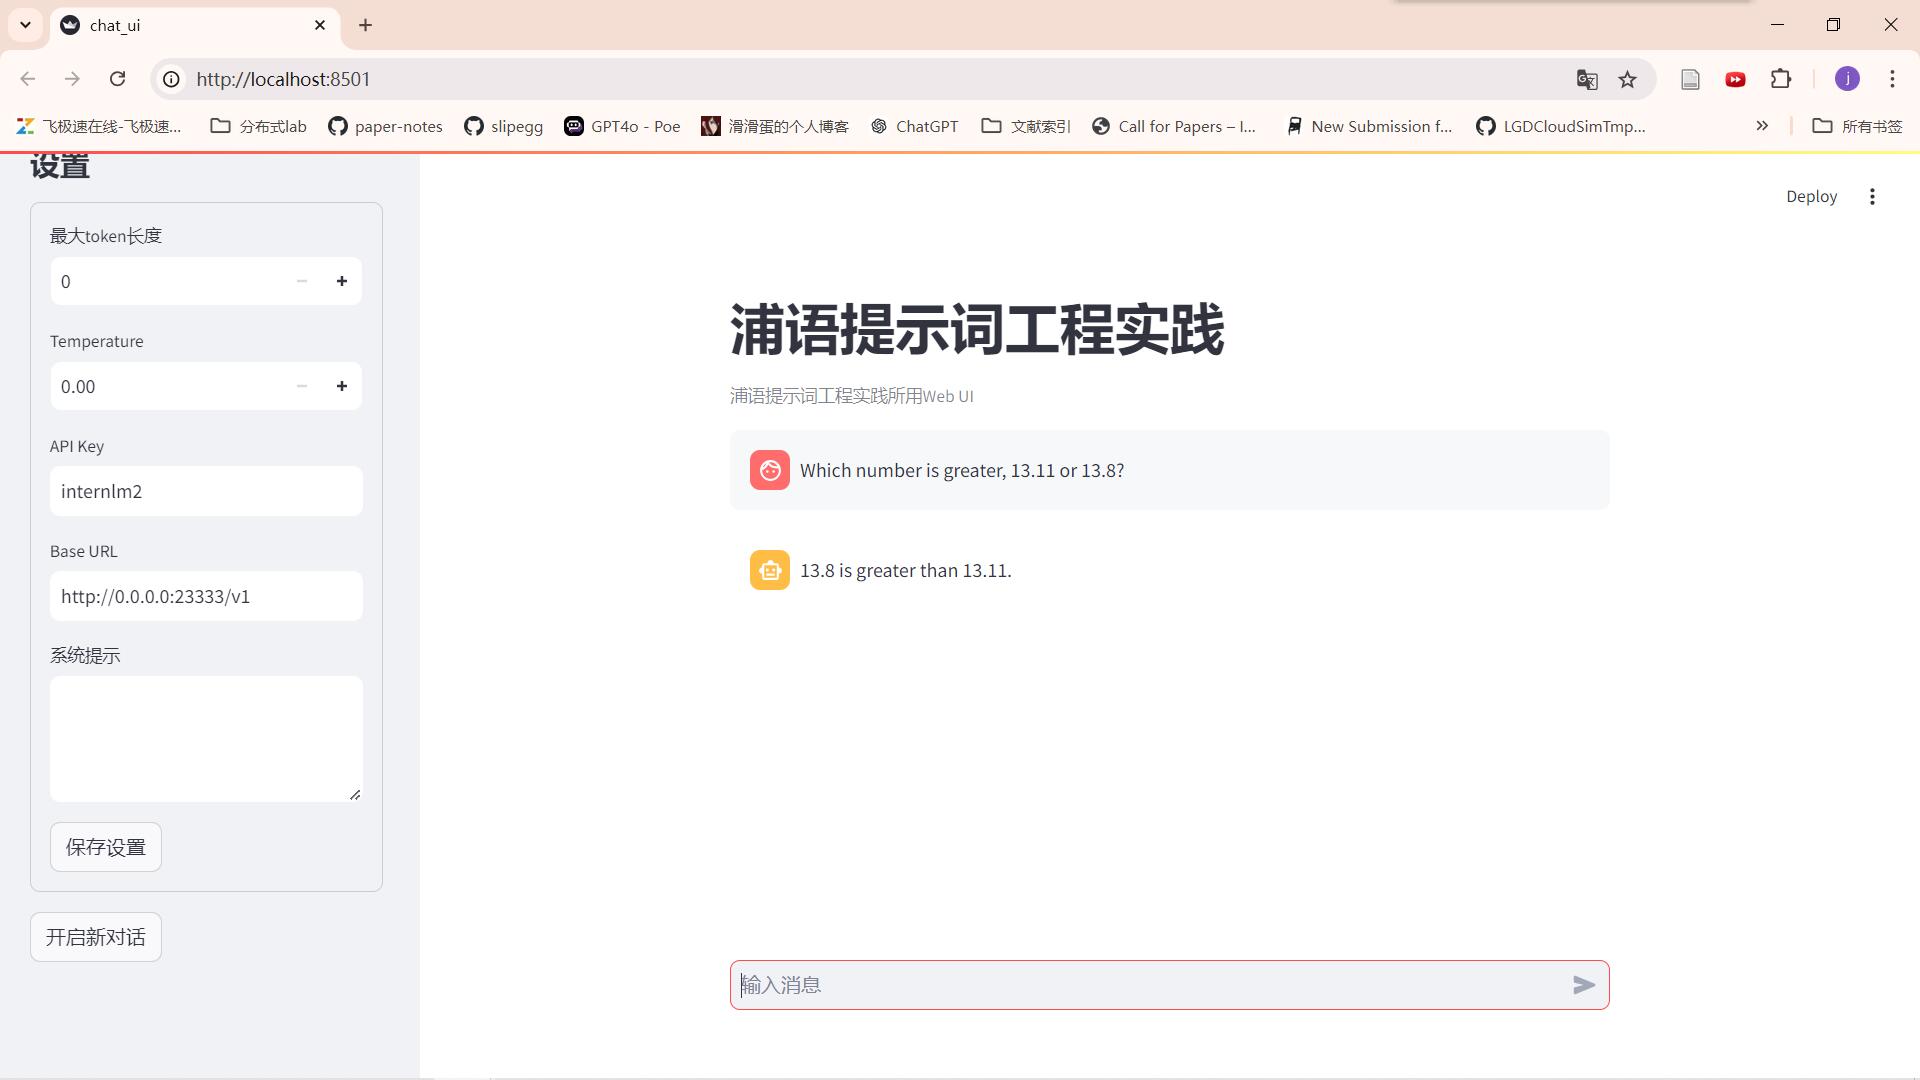 chat_ui
http://localhost:8501
飞极速在线-飞极速...
分布式lab
paper-notes
slipegg
GPT4o - Poe
滑滑蛋的个人博客
ChatGPT
文献索引
Call for Papers – I...
New Submission f...
LGDCloudSimTmp...
所有书签
设置
最大token长度
0
Temperature
0.00
API Key
internlm2
Base URL
http://0.0.0.0:23333/v1
系统提示
保存设置
开启新对话
Deploy
浦语提示词工程实践
浦语提示词工程实践所用Web UI
Which number is greater, 13.11 or 13.8?
13.8 is greater than 13.11.
输入消息